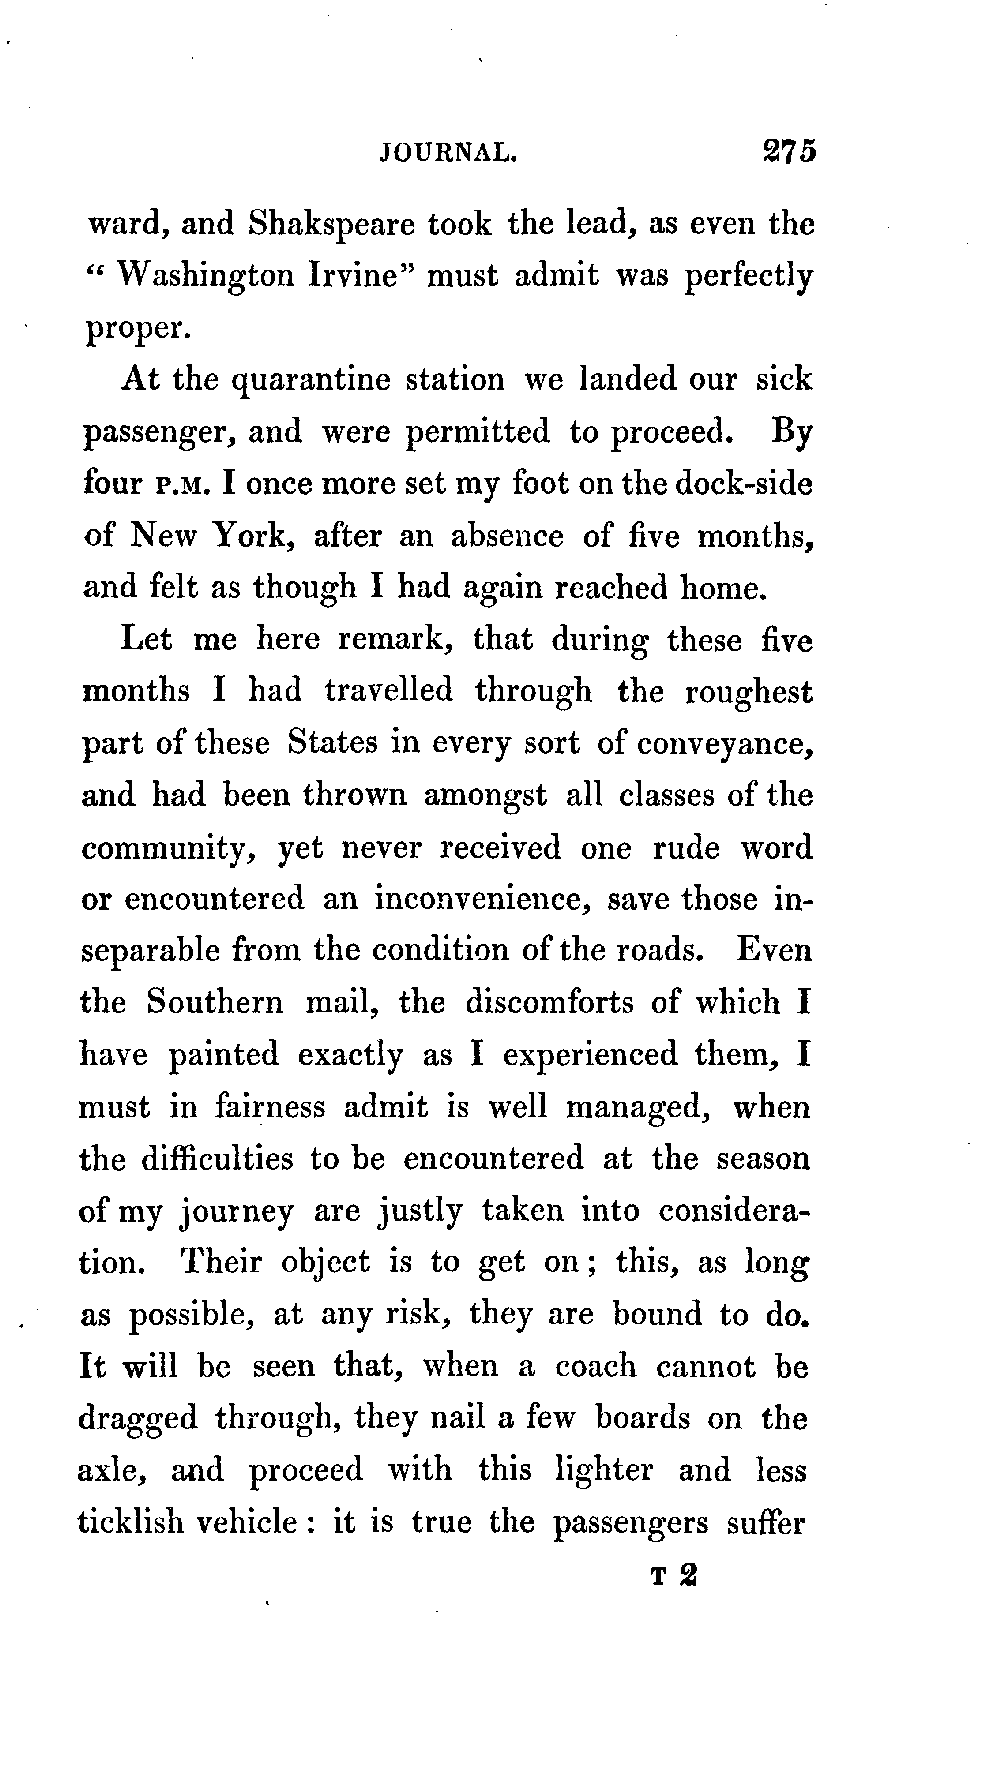 JOURNAL. 275
ward, and Shakspeare took the lead, as even the
“ Washington Irvine” must admit was perfectly
proper.
At the quarantine station we landed our sick
passenger, and were permitted to proceed. By
four P.M. I once more set my foot on the dock-side
of New York, after an absence of five months,
and felt as though I had again reached home.
Let me here remark, that during these five
months I had travelled through the roughest
part of these States in every sort of conveyance,
and had been thrown amongst all classes of the
community, yet never received one rude word
or encountered an inconvenience, save those in-
separable from the condition of the roads. Even
the Southern mail, the discomforts of which I
have painted exactly as I experienced them, I
must in fairness admit is well managed, when
the difficulties to be encountered at the season
of my journey are justly taken into considera-
tion. Their object is to get on ; this, as long
as possible, at any risk, they are bound to do.
It will be seen that, when a coach cannot be
dragged through, they nail a few boards on the
axle, and proceed with this lighter and less
ticklish vehicle : it is true the passengers suffer
T 2